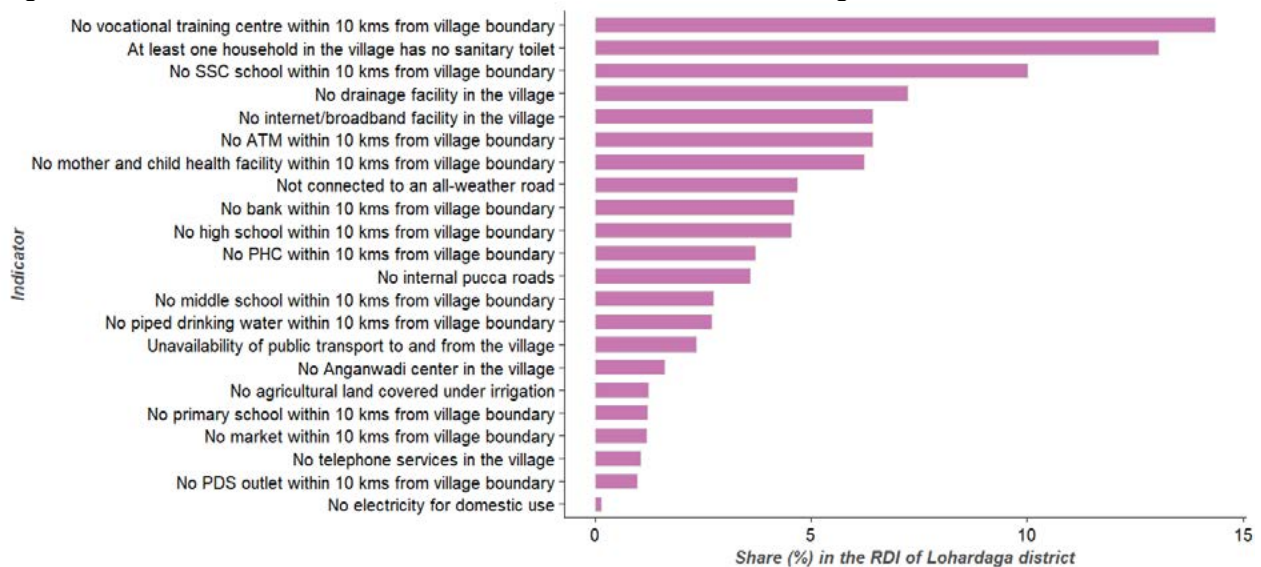 No vocational training centre within 10 kms from village boundary
At least one household in the village has no sanitary toilet
No SSC school within 10 kms from village boundary
No drainage facility in the village
No internet/broadband facility in the village
No ATM within 10 kms from village boundary
No mother and child health facility within 10 kms from village boundary
Not connected to an all-weather road
No bank within 10 kms from village boundary
No high school within 10 kms from village boundary
No PHC within 10 kms from village boundary
No internal pucca roads
No middle school within 10 kms from village boundary
No piped drinking water within 10 kms from village boundary
Unavailability of public transport to and from the village
No Anganwadi center in the village
No agricultural land covered under irrigation
No primary school within 10 kms from village boundary
No market within 10 kms from village boundary
No telephone services in the village
No PDS outlet within 10 kms from village boundary
No electricity for domestic use
Indicator
0 5 10 15
Share (%) in the RDI of Lohardaga district